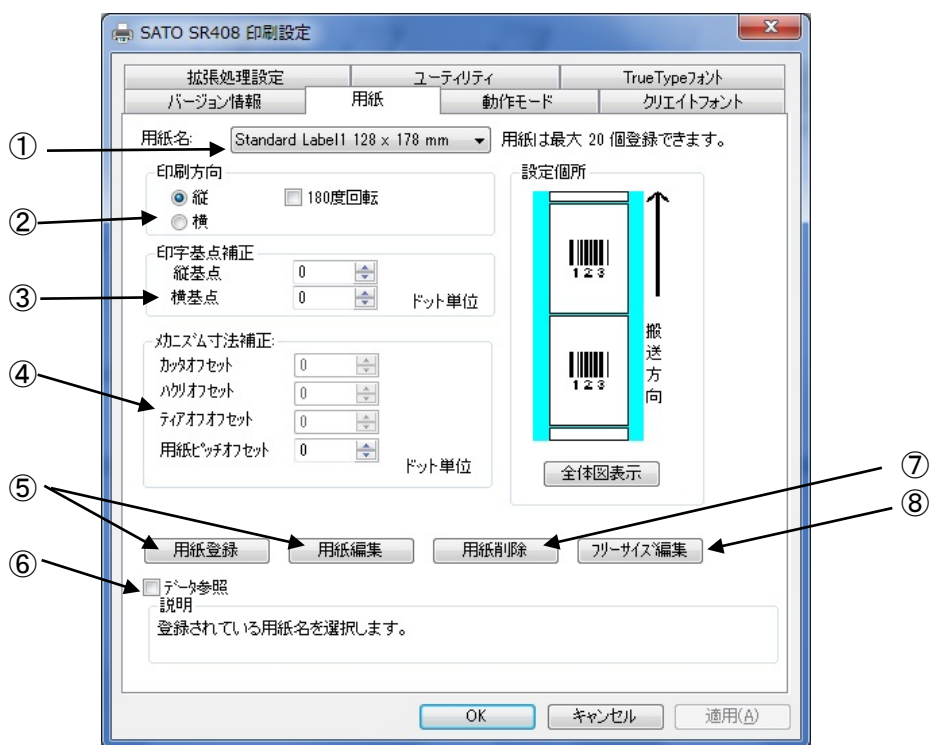 SATO SR408 印刷設定
拡張処理設定 ユーティリティ TrueTypeフォント
バージョン情報 用紙 動作モード クリエイトフォント
① 用紙名: Standard Label1 128 x 178 mm 用紙は最大 20 個登録できます。
印刷方向
縦 180度回転
② 横
設定個所
123
123
搬送方向
全体図表示
印字基点補正
縦基点 0
③ 横基点 0 ドット単位
メカニズム寸法補正:
カッタオフセット 0
④ ハクリオフセット 0
ティアオフオフセット 0
用紙ピッチオフセット 0
ドット単位
⑦
⑤
⑧
用紙登録 用紙編集 用紙削除 フリーサイズ編集
⑥ データ参照
説明
登録されている用紙名を選択します。
OK キャンセル 適用(A)